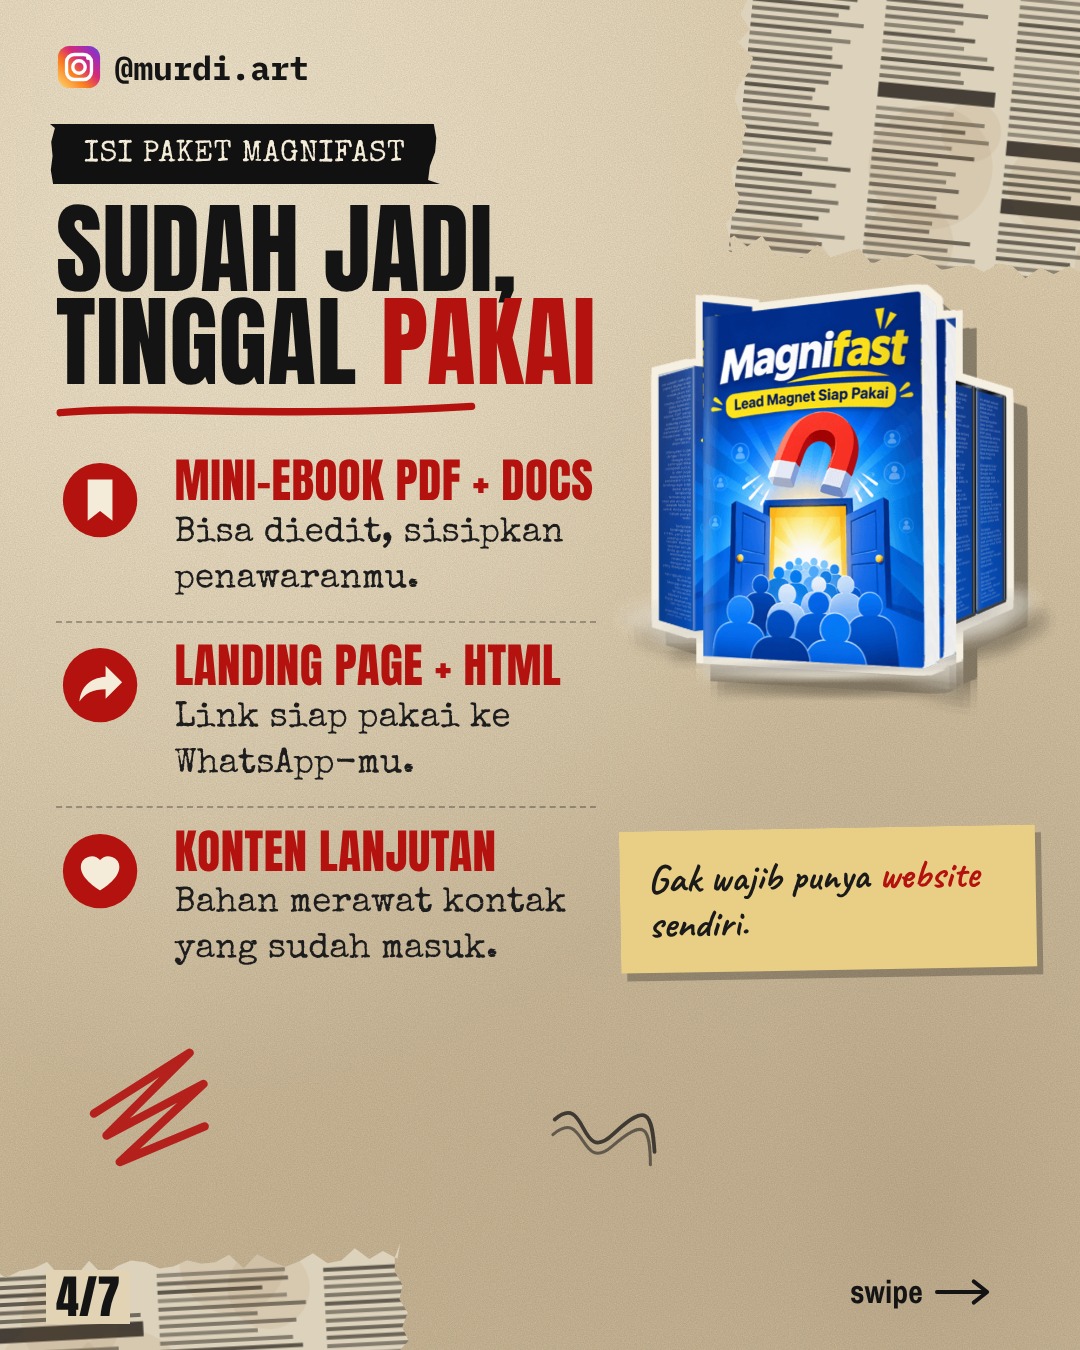 @murdi.art
ISI PAKET MAGNIFAST
SUDAH JADI,
TINGGAL PAKAI
MINI-EBOOK PDF + DOCS
Bisa diedit, sisipkan
penawaranmu.
LANDING PAGE + HTML
Link siap pakai ke
WhatsApp-mu.
KONTEN LANJUTAN
Bahan merawat kontak
yang sudah masuk.
Magnifast
Lead Magnet Siap Pakai
Gak wajib punya website
sendiri.
4/7
swipe